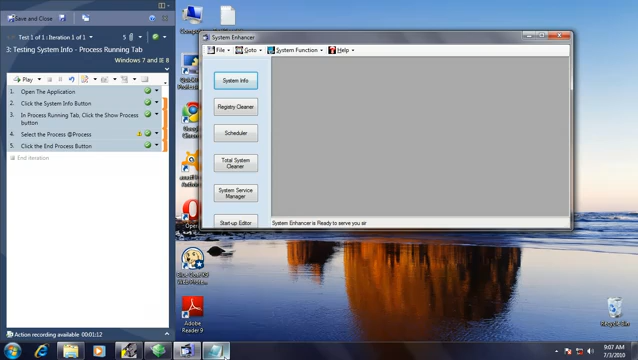 Save and Close
Test 1 of 1 : Iteration 1 of 1
5
3: Testing System Info - Process Running Tab
Windows 7 and IE 8
Play
1. Open The Application
2. Click the System Info Button
3. In Process Running Tab, Click the Show Process button
4. Select the Process @Process
5. Click the End Process Button
End iteration
Action recording available: 00:01:12
System Enhancer
File
Goto
System Function
Help
System Info
Registry Cleaner
Scheduler
Total System Cleaner
System Service Manager
Start-up Editor
System Enhancer is Ready to serve you sir
Adobe Reader 9
Recycle Bin
9:07 AM
7/3/2010